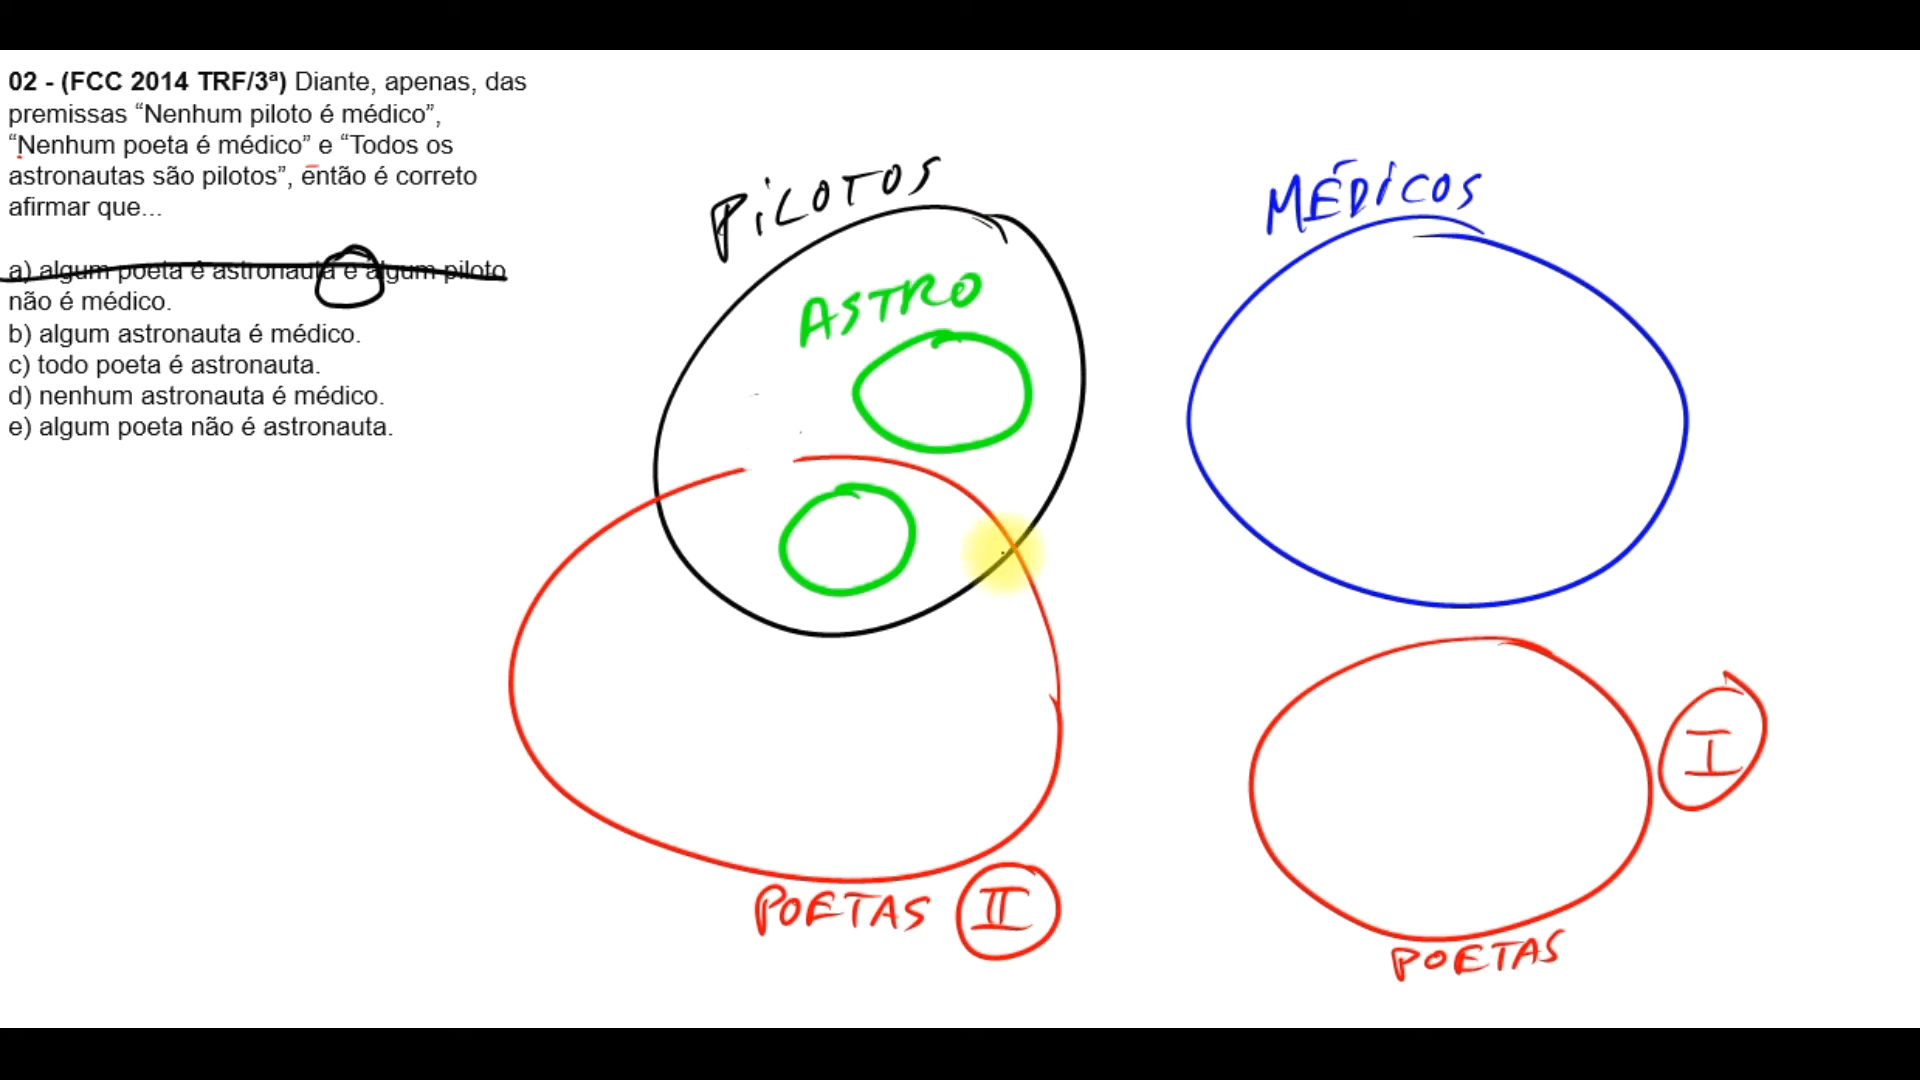 02 - (FCC 2014 TRF/3ª) Diante, apenas, das
premissas “Nenhum piloto é médico”,
“Nenhum poeta é médico” e “Todos os
astronautas são pilotos”, então é correto
afirmar que...
a) algum poeta é astronauta e algum piloto
não é médico.
b) algum astronauta é médico.
c) todo poeta é astronauta.
d) nenhum astronauta é médico.
e) algum poeta não é astronauta.
PiLOTOS
MÉDiCOS
ASTRO
I
POETAS II
POETAS